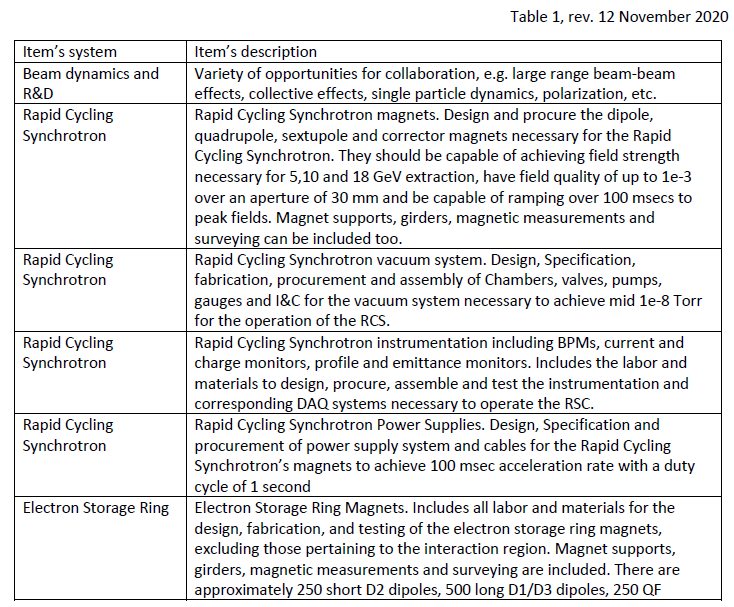 Table 1, rev. 12 November 2020
Item's system
Item's description
Beam dynamics and
R&D
Variety of opportunities for collaboration, e.g. large range beam-beam
effects, collective effects, single particle dynamics, polarization, etc.
Rapid Cycling
Synchrotron
Rapid Cycling Synchrotron magnets. Design and procure the dipole,
quadrupole, sextupole and corrector magnets necessary for the Rapid
Cycling Synchrotron. They should be capable of achieving field strength
necessary for 5,10 and 18 GeV extraction, have field quality of up to 1e-3
over an aperture of 30 mm and be capable of ramping over 100 msecs to
peak fields. Magnet supports, girders, magnetic measurements and
surveying can be included too.
Rapid Cycling
Synchrotron
Rapid Cycling Synchrotron vacuum system. Design, Specification,
fabrication, procurement and assembly of Chambers, valves, pumps,
gauges and I&C for the vacuum system necessary to achieve mid 1e-8 Torr
for the operation of the RCS.
Rapid Cycling
Synchrotron
Rapid Cycling Synchrotron instrumentation including BPMs, current and
charge monitors, profile and emittance monitors. Includes the labor and
materials to design, procure, assemble and test the instrumentation and
corresponding DAQ systems necessary to operate the RSC.
Rapid Cycling
Synchrotron
Rapid Cycling Synchrotron Power Supplies. Design, Specification and
procurement of power supply system and cables for the Rapid Cycling
Synchrotron's magnets to achieve 100 msec acceleration rate with a duty
cycle of 1 second
Electron Storage Ring
Electron Storage Ring Magnets. Includes all labor and materials for the
design, fabrication, and testing of the electron storage ring magnets,
excluding those pertaining to the interaction region. Magnet supports,
girders, magnetic measurements and surveying are included. There are
approximately 250 short D2 dipoles, 500 long D1/D3 dipoles, 250 QF